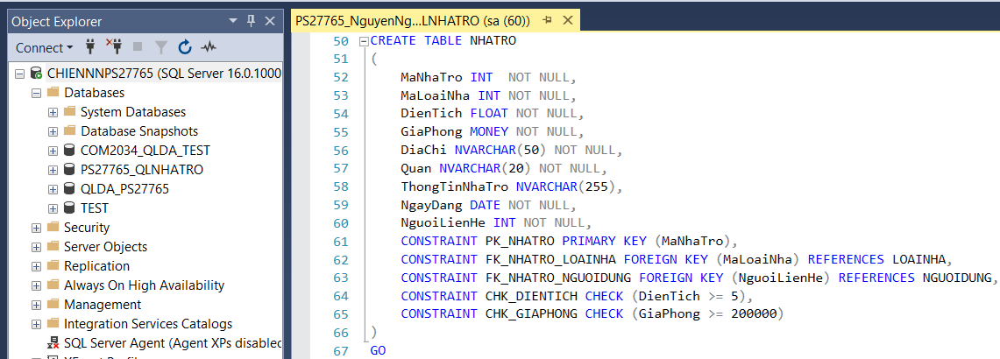 Object Explorer
Connect
CHIENNNPS27765 (SQL Server 16.0.1000
Databases
System Databases
Database Snapshots
COM2034_QLDA_TEST
PS27765_QLNHATRO
QLDA_PS27765
TEST
Security
Server Objects
Replication
Always On High Availability
Management
Integration Services Catalogs
SQL Server Agent (Agent XPs disablec
PS27765_NguyenNg...LNHATRO (sa (60))
50 CREATE TABLE NHATRO
51 (
52 MaNhaTro INT  NOT NULL,
53 MaLoaiNha INT NOT NULL,
54 DienTich FLOAT NOT NULL,
55 GiaPhong MONEY NOT NULL,
56 DiaChi NVARCHAR(50) NOT NULL,
57 Quan NVARCHAR(20) NOT NULL,
58 ThongTinNhaTro NVARCHAR(255),
59 NgayDang DATE NOT NULL,
60 NguoiLienHe INT NOT NULL,
61 CONSTRAINT PK_NHATRO PRIMARY KEY (MaNhaTro),
62 CONSTRAINT FK_NHATRO_LOAINHA FOREIGN KEY (MaLoaiNha) REFERENCES LOAINHA,
63 CONSTRAINT FK_NHATRO_NGUOIDUNG FOREIGN KEY (NguoiLienHe) REFERENCES NGUOIDUNG,
64 CONSTRAINT CHK_DIENTICH CHECK (DienTich >= 5),
65 CONSTRAINT CHK_GIAPHONG CHECK (GiaPhong >= 200000)
66 )
67 GO